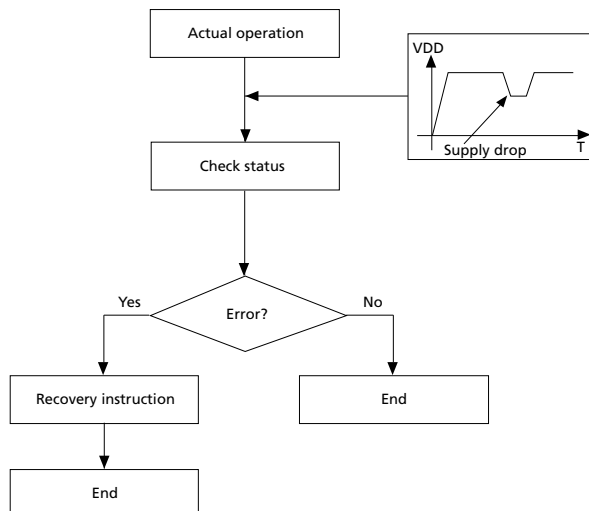 Actual operation
VDD
Supply drop
T
Check status
Yes
Error?
No
Recovery instruction
End
End